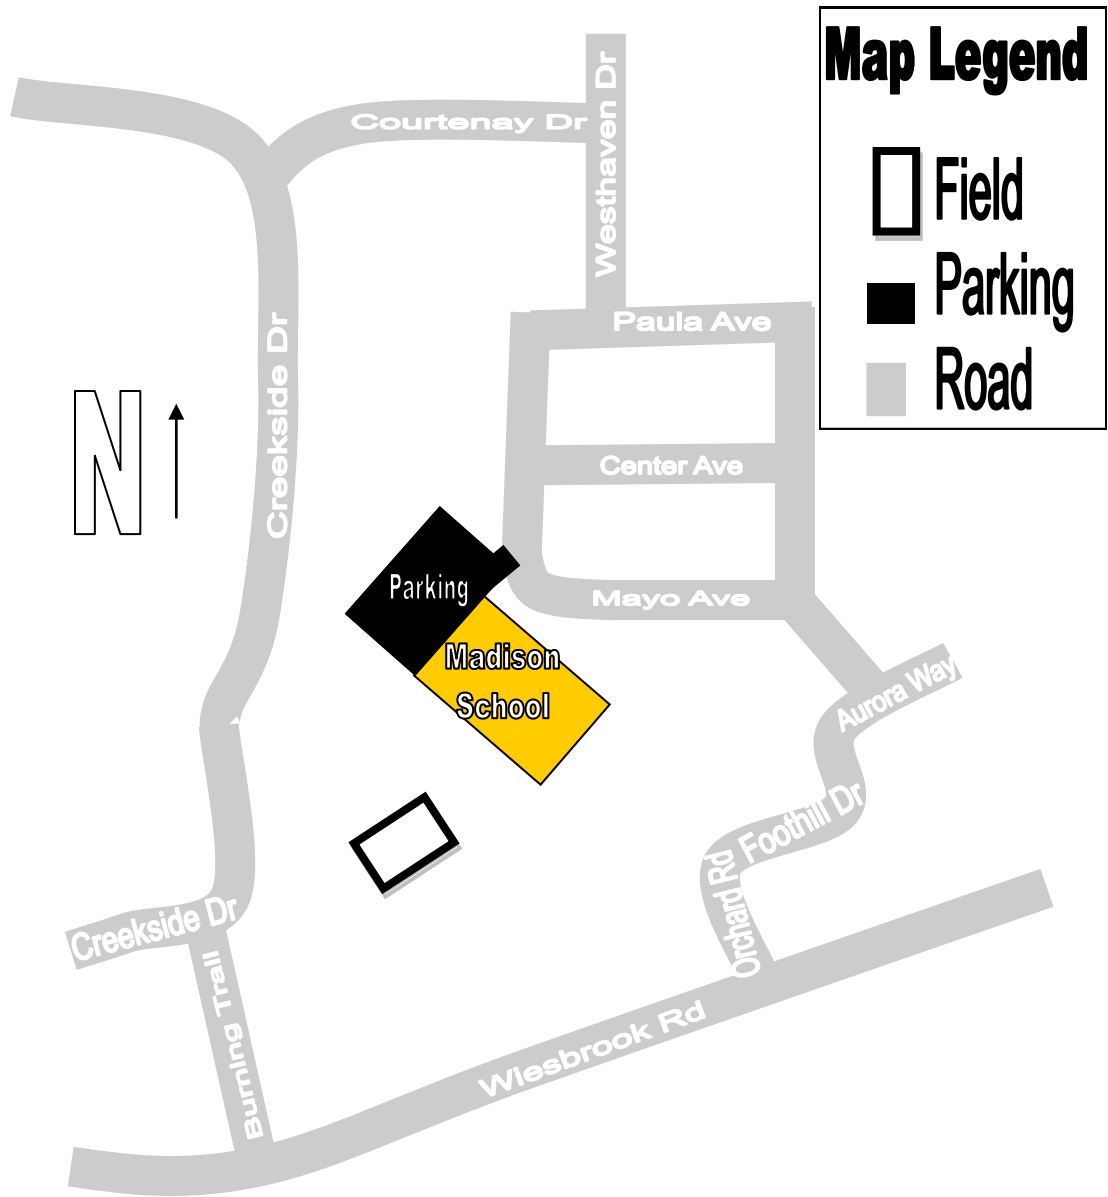 Map Legend
Field
Parking
Road
Courtenay Dr
Westhaven Dr
Paula Ave
Creekside Dr
N
Center Ave
Parking
Mayo Ave
Madison
School
Aurora Way
Foothill Dr
Orchard Rd
Creekside Dr
Burning Trail
Wiesbrook Rd